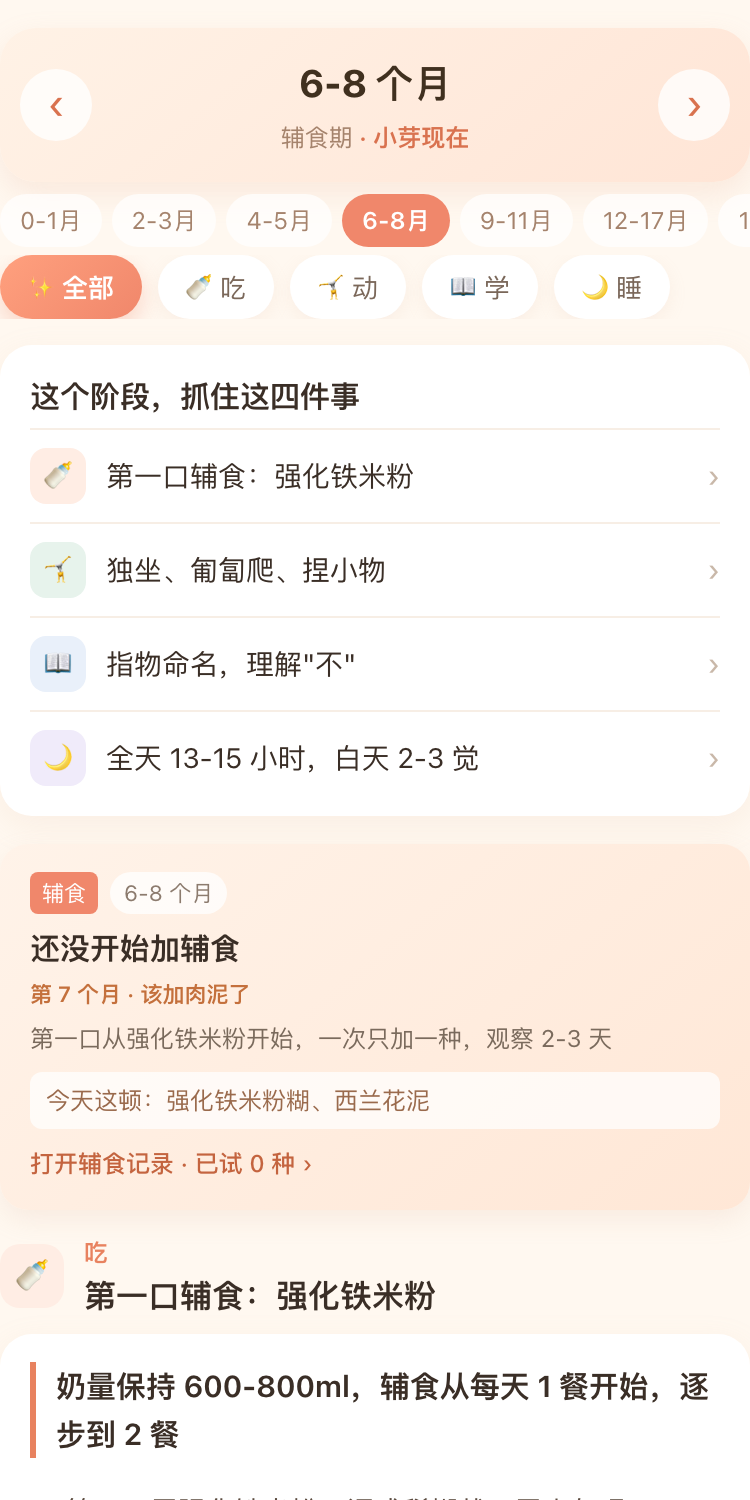 6-8 个月
辅食期 · 小芽现在
0-1月 2-3月 4-5月 6-8月 9-11月 12-17月 1
全部 吃 动 学 睡
这个阶段，抓住这四件事
第一口辅食：强化铁米粉
独坐、匍匐爬、捏小物
指物命名，理解"不"
全天 13-15 小时，白天 2-3 觉
辅食 6-8 个月
还没开始加辅食
第 7 个月 · 该加肉泥了
第一口从强化铁米粉开始，一次只加一种，观察 2-3 天
今天这顿：强化铁米粉糊、西兰花泥
打开辅食记录 · 已试 0 种 ›
吃
第一口辅食：强化铁米粉
奶量保持 600-800ml，辅食从每天 1 餐开始，逐
步到 2 餐